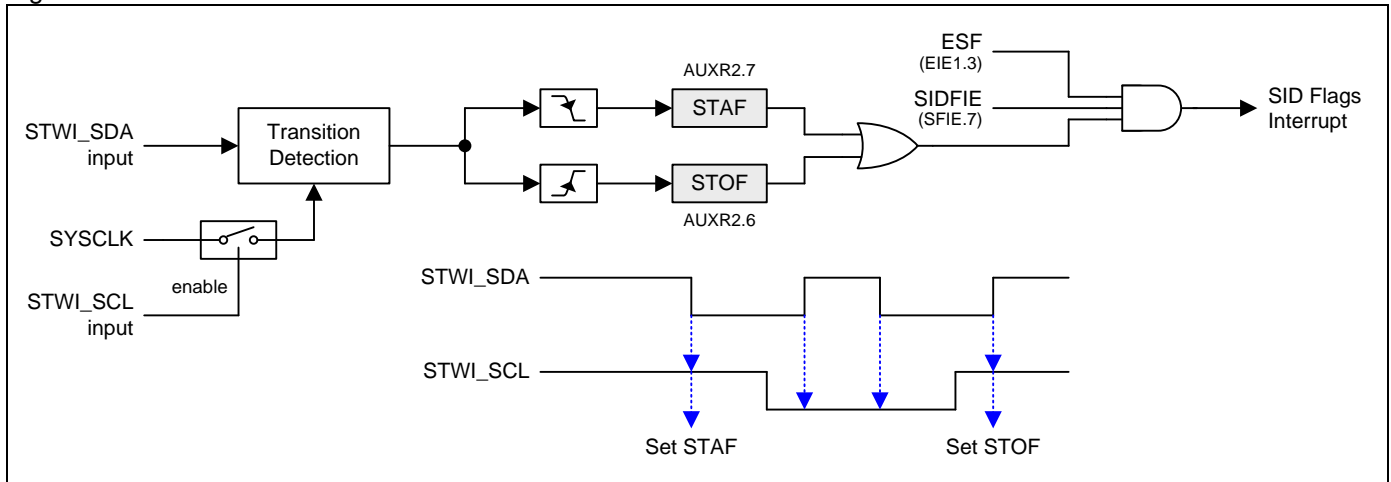 ESF
(EIE1.3)
AUXR2.7
STAF
SIDFIE
(SFIE.7)
SID Flags
Interrupt
STWI_SDA
input
Transition
Detection
STOF
AUXR2.6
SYSCLK
enable
STWI_SCL
input
STWI_SDA
STWI_SCL
Set STAF
Set STOF